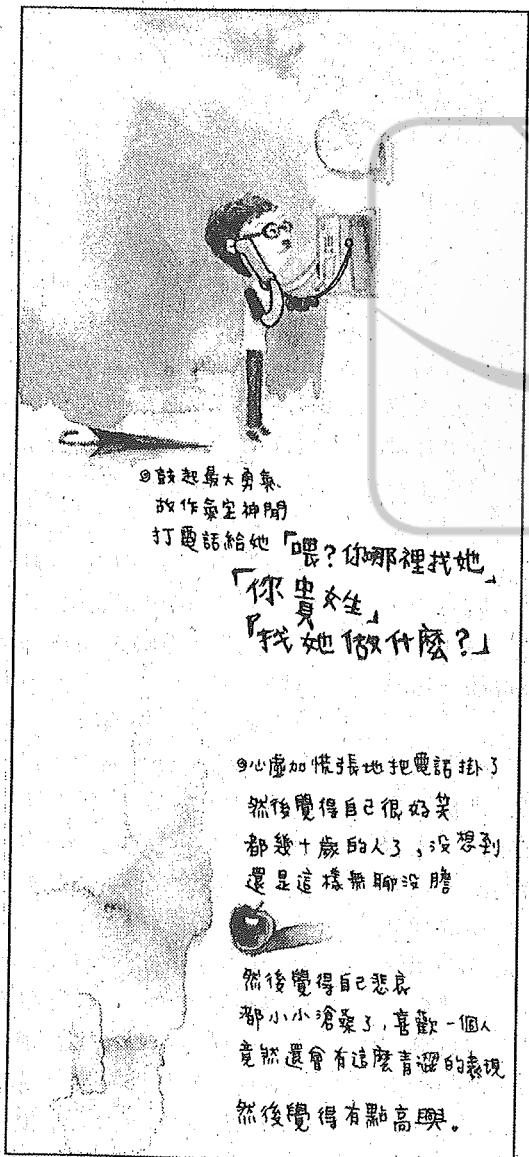 鼓起最大勇氣
故作氣定神閒
打電話給她「喂?你哪裡找她」
「你貴姓」
「找她做什麼?」
心虛加慌張地把電話掛了
然後覺得自己很好笑
都幾十歲的人了,沒想到
還是這樣無聊沒膽
然後覺得自己悲哀
都小小滄桑了,喜歡一個人
竟然還會有這麼青澀的表現
然後覺得有點高興。